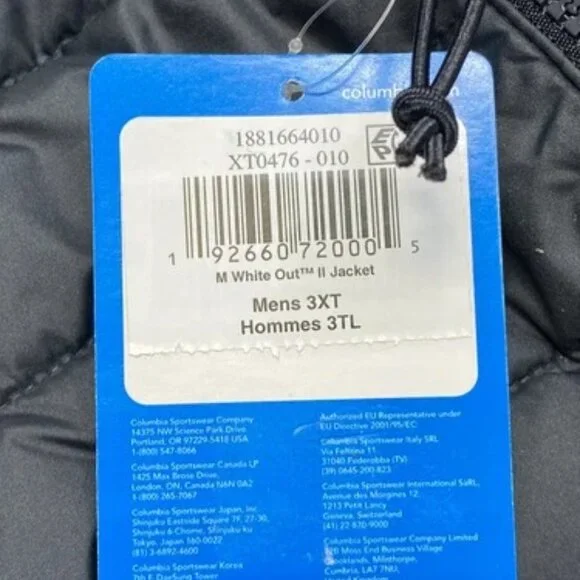 1881664010
XT0476 - 010
1 92660 72000 5
M White Out™ II Jacket
Mens 3XT
Hommes 3TL
Columbia Sportswear Company
14375 NW Science Park Drive
Portland, OR 97229-5418 USA
1-(800) 547-8066
Columbia Sportswear Canada LP
1425 Max Brose Drive,
London, ON, Canada N6N 0A2
1-(800) 265-7067
Columbia Sportswear Japan, Inc.
Shinjuku Eastside Square 7F, 27-30,
Shinjuku 6-Chome, Shinjuku-ku
Tokyo, Japan 160-0022
(81) 3-6892-4600
Columbia Sportswear Korea
7th F DaeSung Tower
Authorized EU Representative under
EU Directive 2001/95/EC
Columbia Sportswear Italy SRL
Via Feltrina 11
31040 Pederobba (TV)
(39) 0645 200 823
Columbia Sportswear International SaRL,
Avenue des Morgines 12,
1213 Petit Lancy
Geneva, Switzerland
(41) 22 870-9000
Columbia Sportswear Company Limited
Moss End Business Village
Crooklands, Milnthorpe,
Cumbria, LA7 7NU
United Kingdom